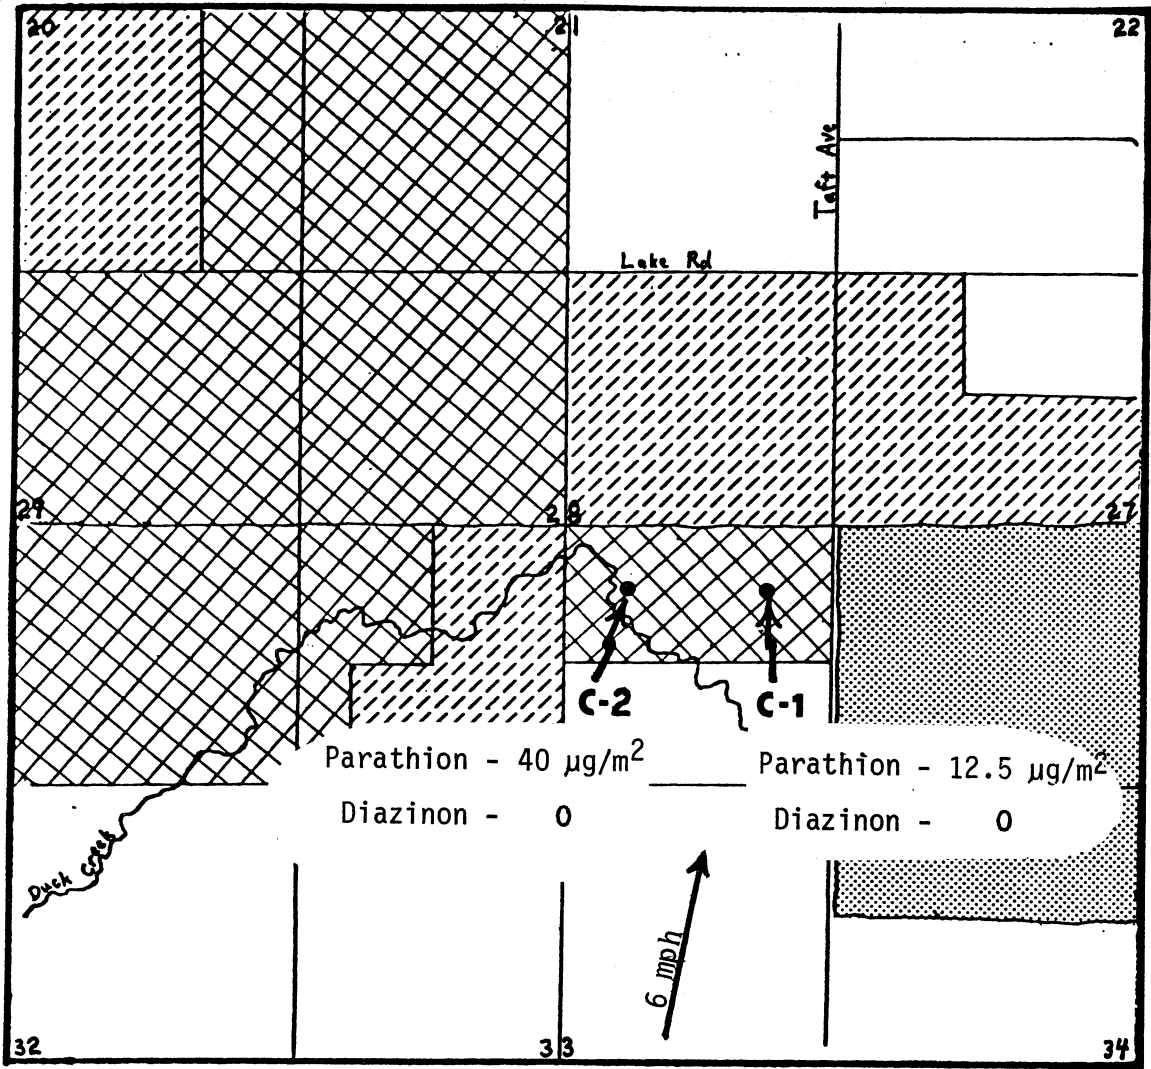 20 21 22
Taft Ave
Lake Rd
29 28 27
C-2 C-1
Parathion - 40 µg/m2
Diazinon - 0
Parathion - 12.5 µg/m2
Diazinon - 0
Duck Creek
6 mph
32 33 34